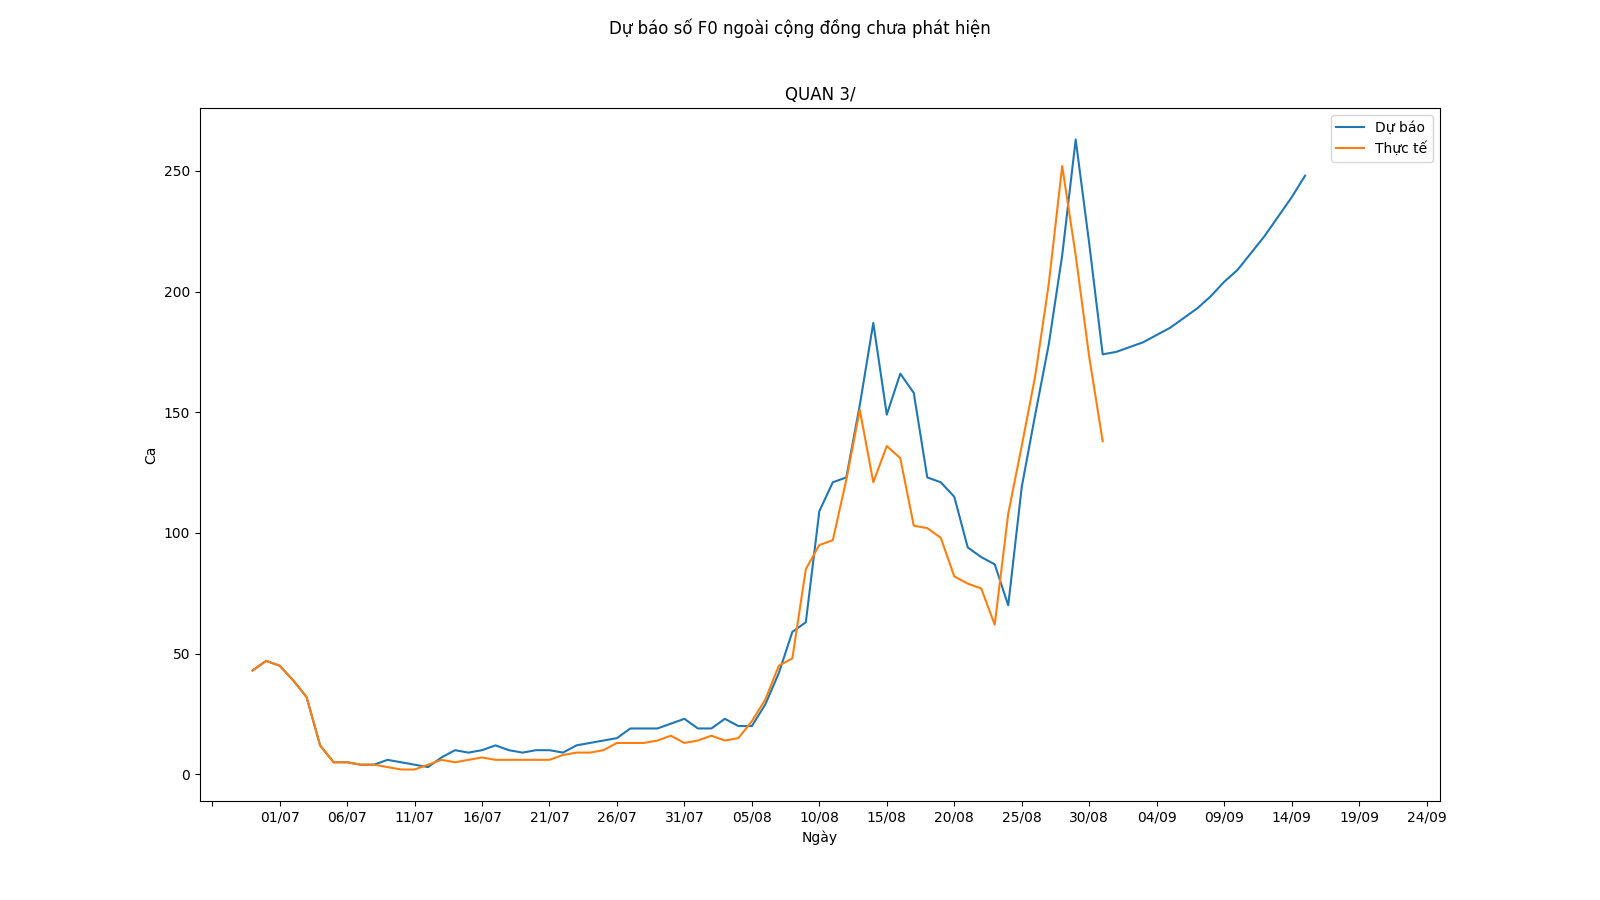 Dự báo số F0 ngoài cộng đồng chưa phát hiện
QUAN 3/
Dự báo
Thực tế
250
200
150
100
50
0
Ca
01/07 06/07 11/07 16/07 21/07 26/07 31/07 05/08 10/08 15/08 20/08 25/08 30/08 04/09 09/09 14/09 19/09 24/09
Ngày